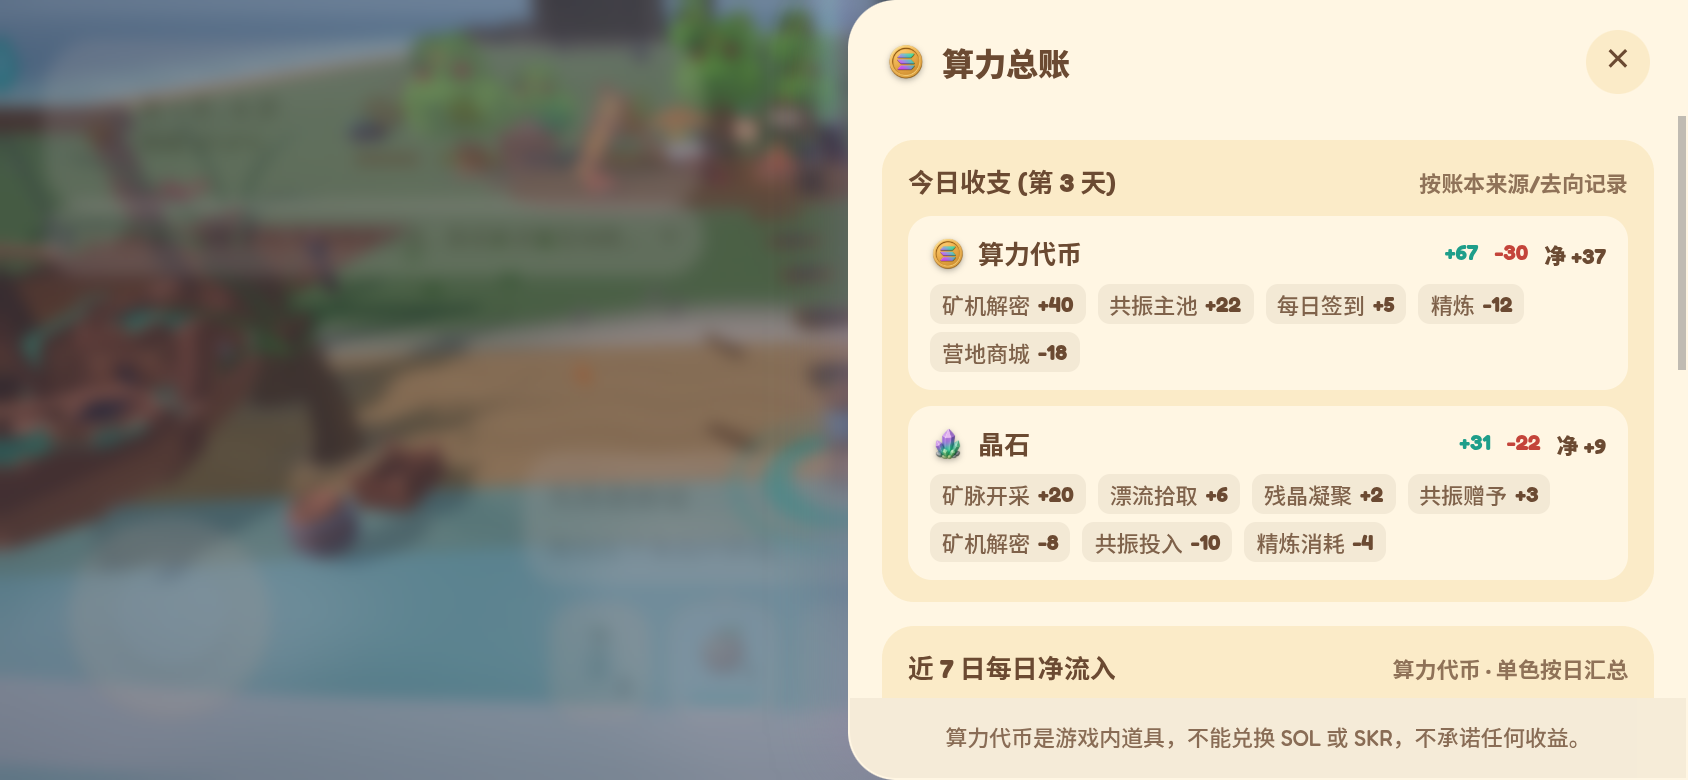 算力总账
今日收支 (第 3 天) 按账本来源/去向记录
算力代币 +67 -30 净 +37
矿机解密 +40 共振主池 +22 每日签到 +5 精炼 -12
营地商城 -18
晶石 +31 -22 净 +9
矿脉开采 +20 漂流拾取 +6 残晶凝聚 +2 共振赠予 +3
矿机解密 -8 共振投入 -10 精炼消耗 -4
近 7 日每日净流入 算力代币 · 单色按日汇总
算力代币是游戏内道具，不能兑换 SOL 或 SKR，不承诺任何收益。